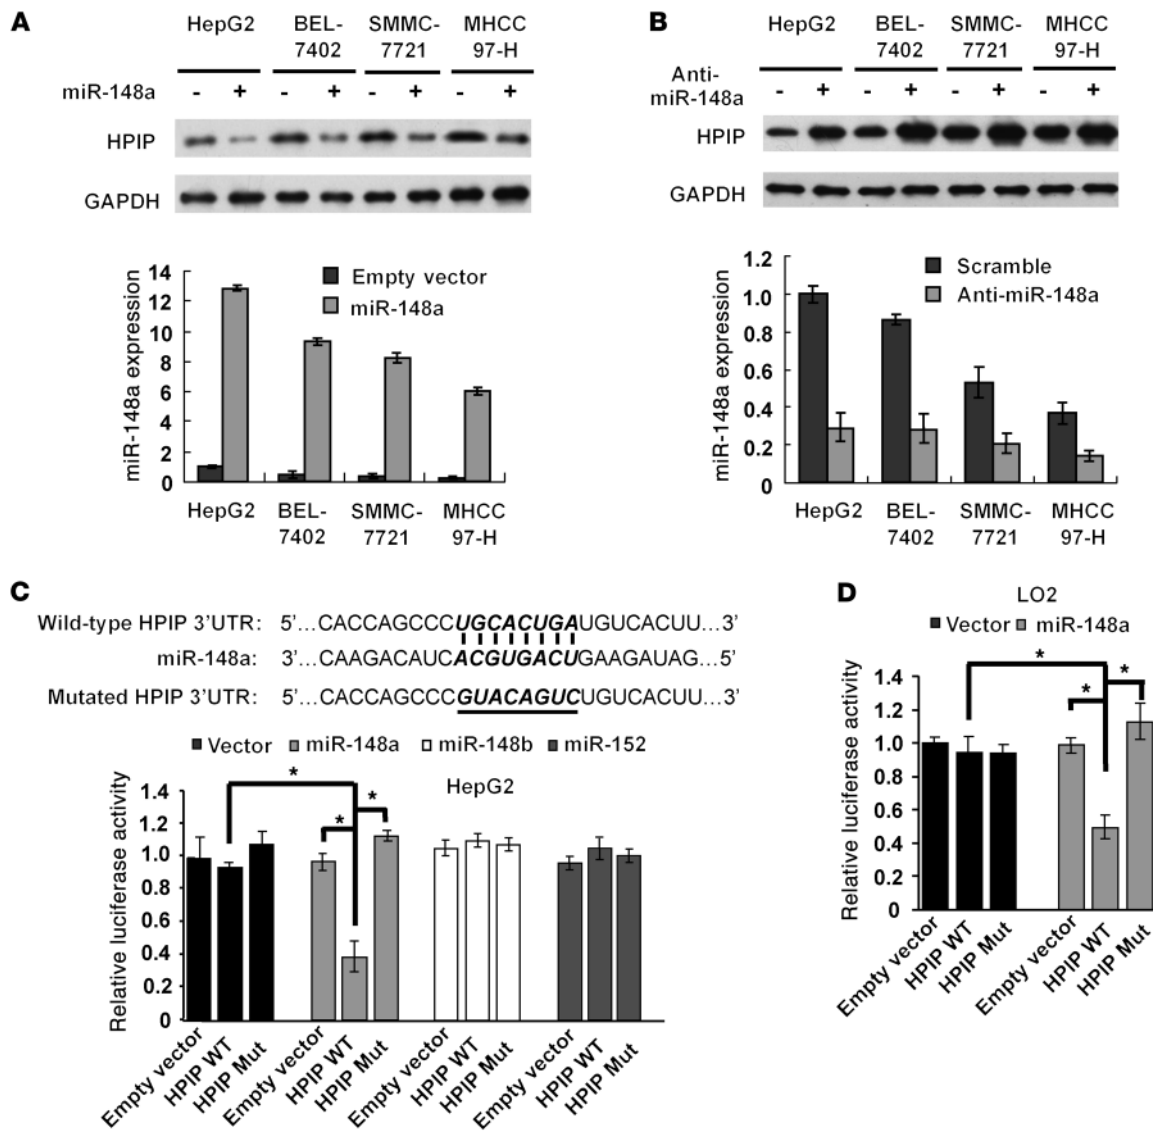 A
HepG2 BEL- SMMC- MHCC
7402 7721 97-H
miR-148a - + - + - + - +
HPIP
GAPDH
14
12
10
8
6
4
2
0
miR-148a expression
Empty vector
miR-148a
HepG2 BEL- SMMC- MHCC
7402 7721 97-H
B
HepG2 BEL- SMMC- MHCC
7402 7721 97-H
Anti-
miR-148a - + - + - + - +
HPIP
GAPDH
1.2
1.0
0.8
0.6
0.4
0.2
0
miR-148a expression
Scramble
Anti-miR-148a
HepG2 BEL- SMMC- MHCC
7402 7721 97-H
C
Wild-type HPIP 3'UTR: 5'...CACCAGCCCUGCACUGAUGUCACUU...3'
miR-148a: 3'...CAAGACAUCACGUGACUGAAGAUAG...5'
Mutated HPIP 3'UTR: 5'...CACCAGCCCGUACAGUCUGUCACUU...3'
Vector miR-148a miR-148b miR-152
HepG2
Relative luciferase activity
1.4
1.2
1.0
0.8
0.6
0.4
0.2
0
* * *
Empty vector HPIP WT HPIP Mut Empty vector HPIP WT HPIP Mut Empty vector HPIP WT HPIP Mut Empty vector HPIP WT HPIP Mut
D
LO2
Vector miR-148a
Relative luciferase activity
1.4
1.2
1.0
0.8
0.6
0.4
0.2
0
* * *
Empty vector HPIP WT HPIP Mut Empty vector HPIP WT HPIP Mut